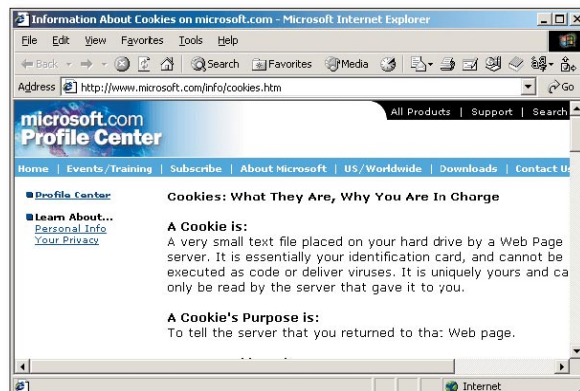 Information About Cookies on microsoft.com - Microsoft Internet Explorer
File Edit View Favorites Tools Help
Back Search Favorites Media
Address http://www.microsoft.com/info/cookies.htm Go
All Products | Support | Search
microsoft.com
Profile Center
Home | Events/Training | Subscribe | About Microsoft | US/Worldwide | Downloads | Contact U
Profile Center
Learn About...
Personal Info
Your Privacy
Cookies: What They Are, Why You Are In Charge
A Cookie is:
A very small text file placed on your hard drive by a Web Page
server. It is essentially your identification card, and cannot be
executed as code or deliver viruses. It is uniquely yours and ca
only be read by the server that gave it to you.
A Cookie's Purpose is:
To tell the server that you returned to that Web page.
Internet